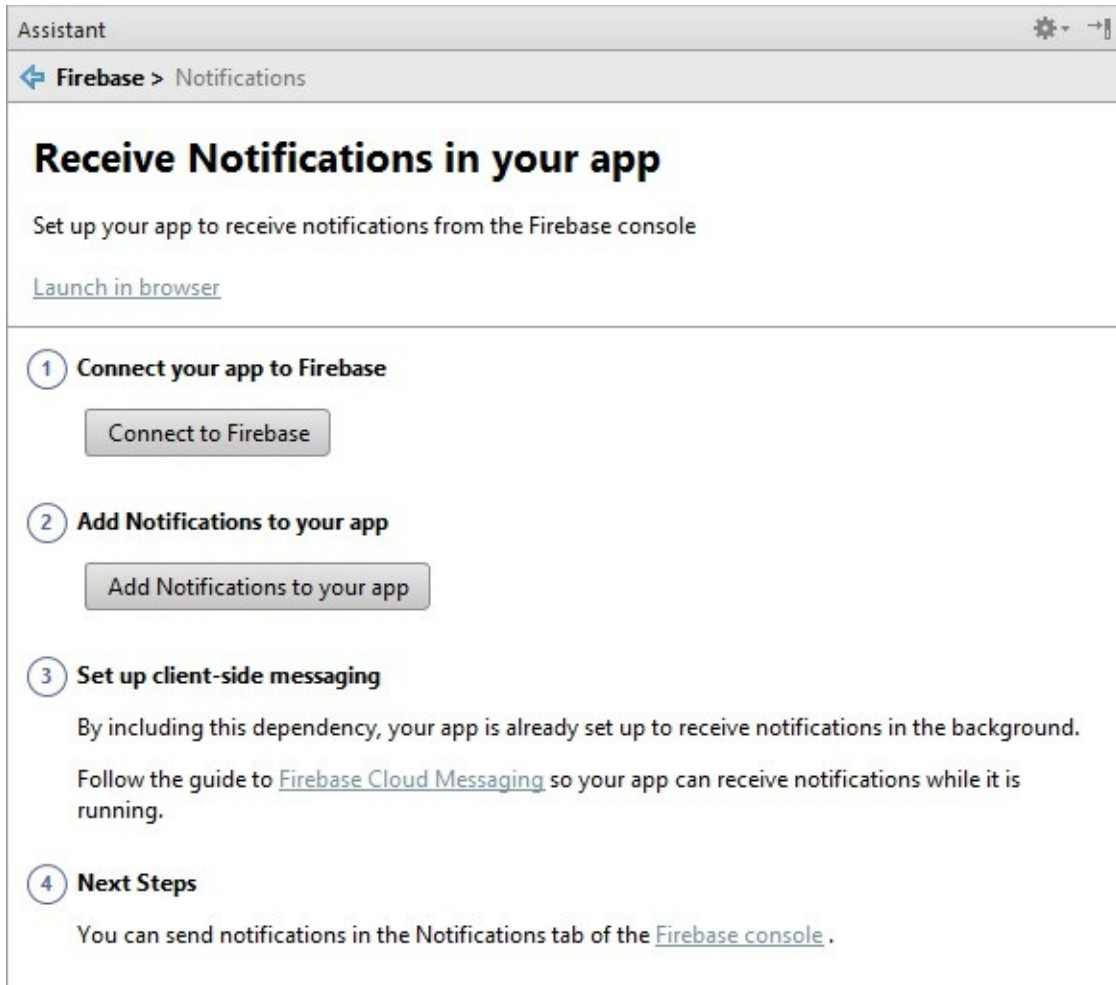 Assistant
Firebase > Notifications
Receive Notifications in your app
Set up your app to receive notifications from the Firebase console
Launch in browser
1 Connect your app to Firebase
Connect to Firebase
2 Add Notifications to your app
Add Notifications to your app
3 Set up client-side messaging
By including this dependency, your app is already set up to receive notifications in the background.
Follow the guide to Firebase Cloud Messaging so your app can receive notifications while it is
running.
4 Next Steps
You can send notifications in the Notifications tab of the Firebase console .